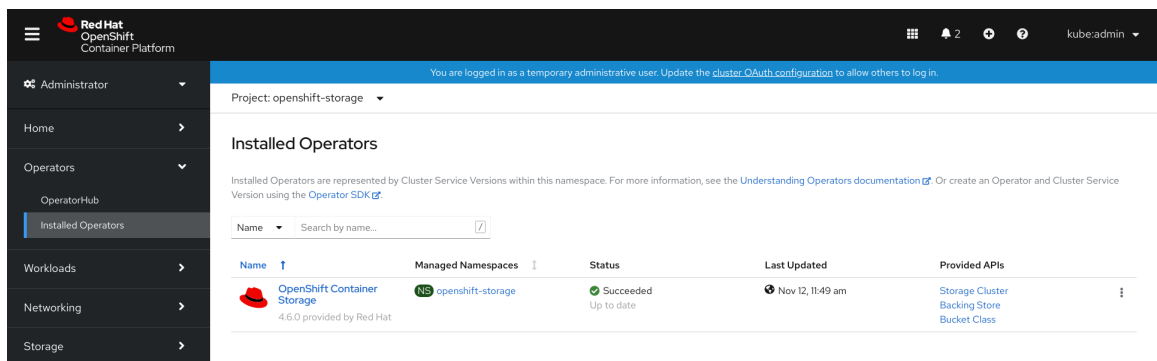 Red Hat
OpenShift
Container Platform
2
kube:admin
Administrator
You are logged in as a temporary administrative user. Update the cluster OAuth configuration to allow others to log in.
Project: openshift-storage
Home
Installed Operators
Operators
Installed Operators are represented by Cluster Service Versions within this namespace. For more information, see the Understanding Operators documentation. Or create an Operator and Cluster Service
Version using the Operator SDK.
OperatorHub
Installed Operators
Name
Search by name...
/
Workloads
Name
Managed Namespaces
Status
Last Updated
Provided APIs
OpenShift Container
Storage
4.6.0 provided by Red Hat
NS openshift-storage
Succeeded
Up to date
Nov 12, 11:49 am
Storage Cluster
Backing Store
Bucket Class
Networking
Storage